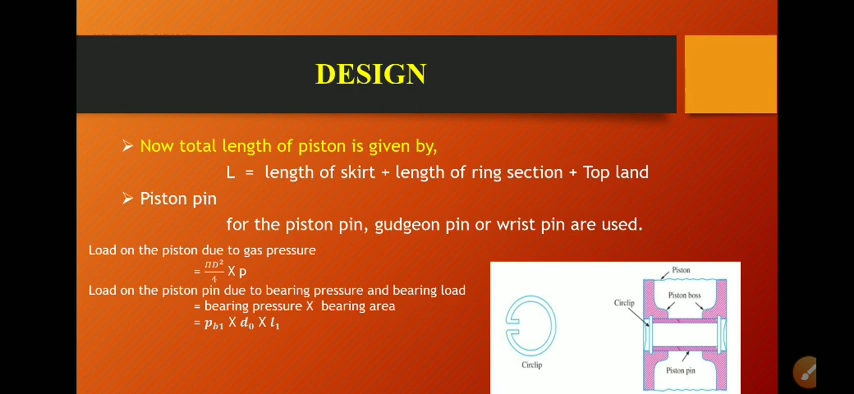 DESIGN
➢ Now total length of piston is given by,
L = length of skirt + length of ring section + Top land
➢ Piston pin
for the piston pin, gudgeon pin or wrist pin are used.
Load on the piston due to gas pressure
= ΠD²/4 X p
Load on the piston pin due to bearing pressure and bearing load
= bearing pressure X bearing area
= p_b1 X d₀ X l₁
Piston
Circlip
Piston boss
Circlip
Piston pin